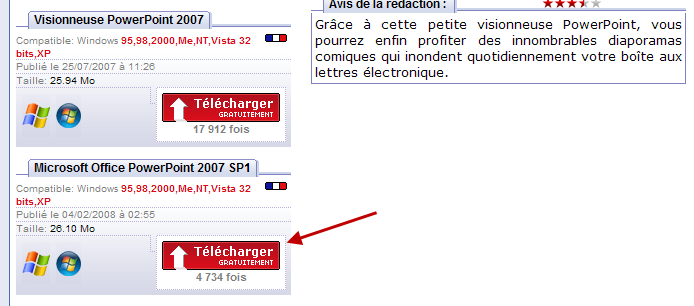 Visionneuse PowerPoint 2007
Compatible: Windows 95,98,2000,Me,NT,Vista 32
bits,XP
Publié le 25/07/2007 à 11:26
Taille: 25.94 Mo
Télécharger
GRATUITEMENT
17 912 fois
Microsoft Office PowerPoint 2007 SP1
Compatible: Windows 95,98,2000,Me,NT,Vista 32
bits,XP
Publié le 04/02/2008 à 02:55
Taille: 26.10 Mo
Télécharger
GRATUITEMENT
4 734 fois
Avis de la rédaction :
Grâce à cette petite visionneuse PowerPoint, vous
pourrez enfin profiter des innombrables diaporamas
comiques qui inondent quotidiennement votre boîte aux
lettres électronique.